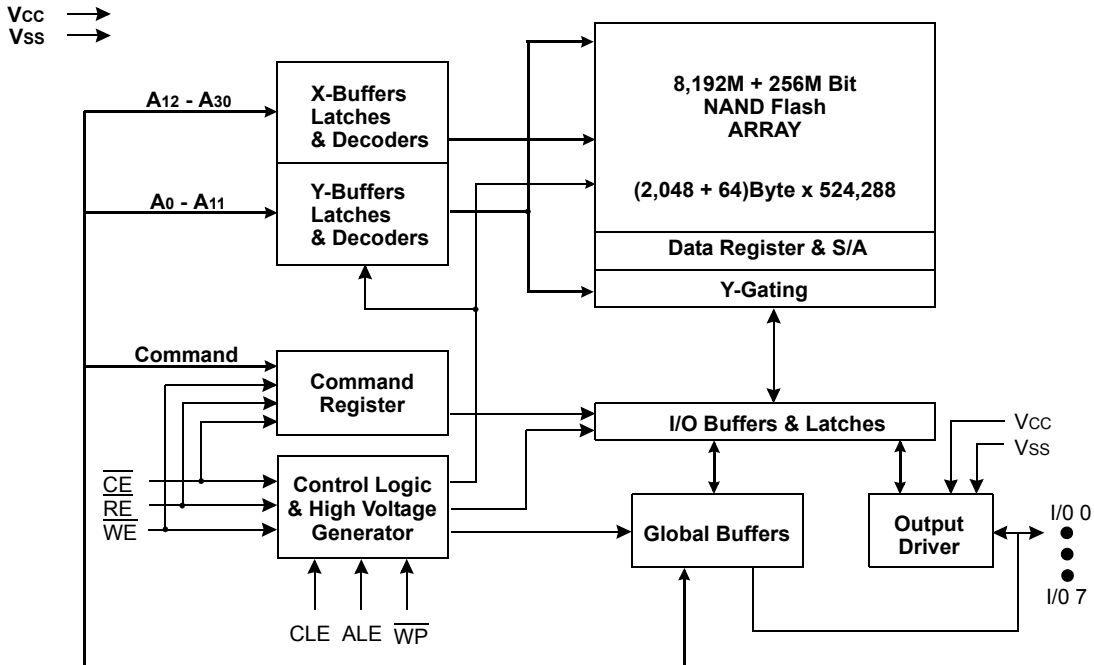 VCC
VSS
A12 - A30
X-Buffers
Latches
& Decoders
A0 - A11
Y-Buffers
Latches
& Decoders
8,192M + 256M Bit
NAND Flash
ARRAY
(2,048 + 64)Byte x 524,288
Data Register & S/A
Y-Gating
Command
Command
Register
I/O Buffers & Latches
VCC
VSS
CE
RE
WE
Control Logic
& High Voltage
Generator
Global Buffers
Output
Driver
I/0 0
I/0 7
CLE ALE WP